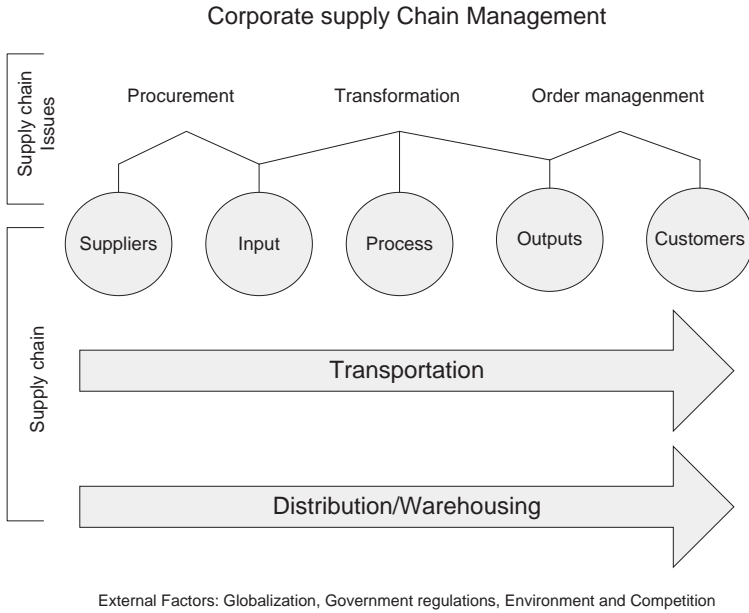 Corporate supply Chain Management
Supply chain
Issues
Procurement
Transformation
Order managenment
Suppliers
Input
Process
Outputs
Customers
Supply chain
Transportation
Distribution/Warehousing
External Factors: Globalization, Government regulations, Environment and Competition